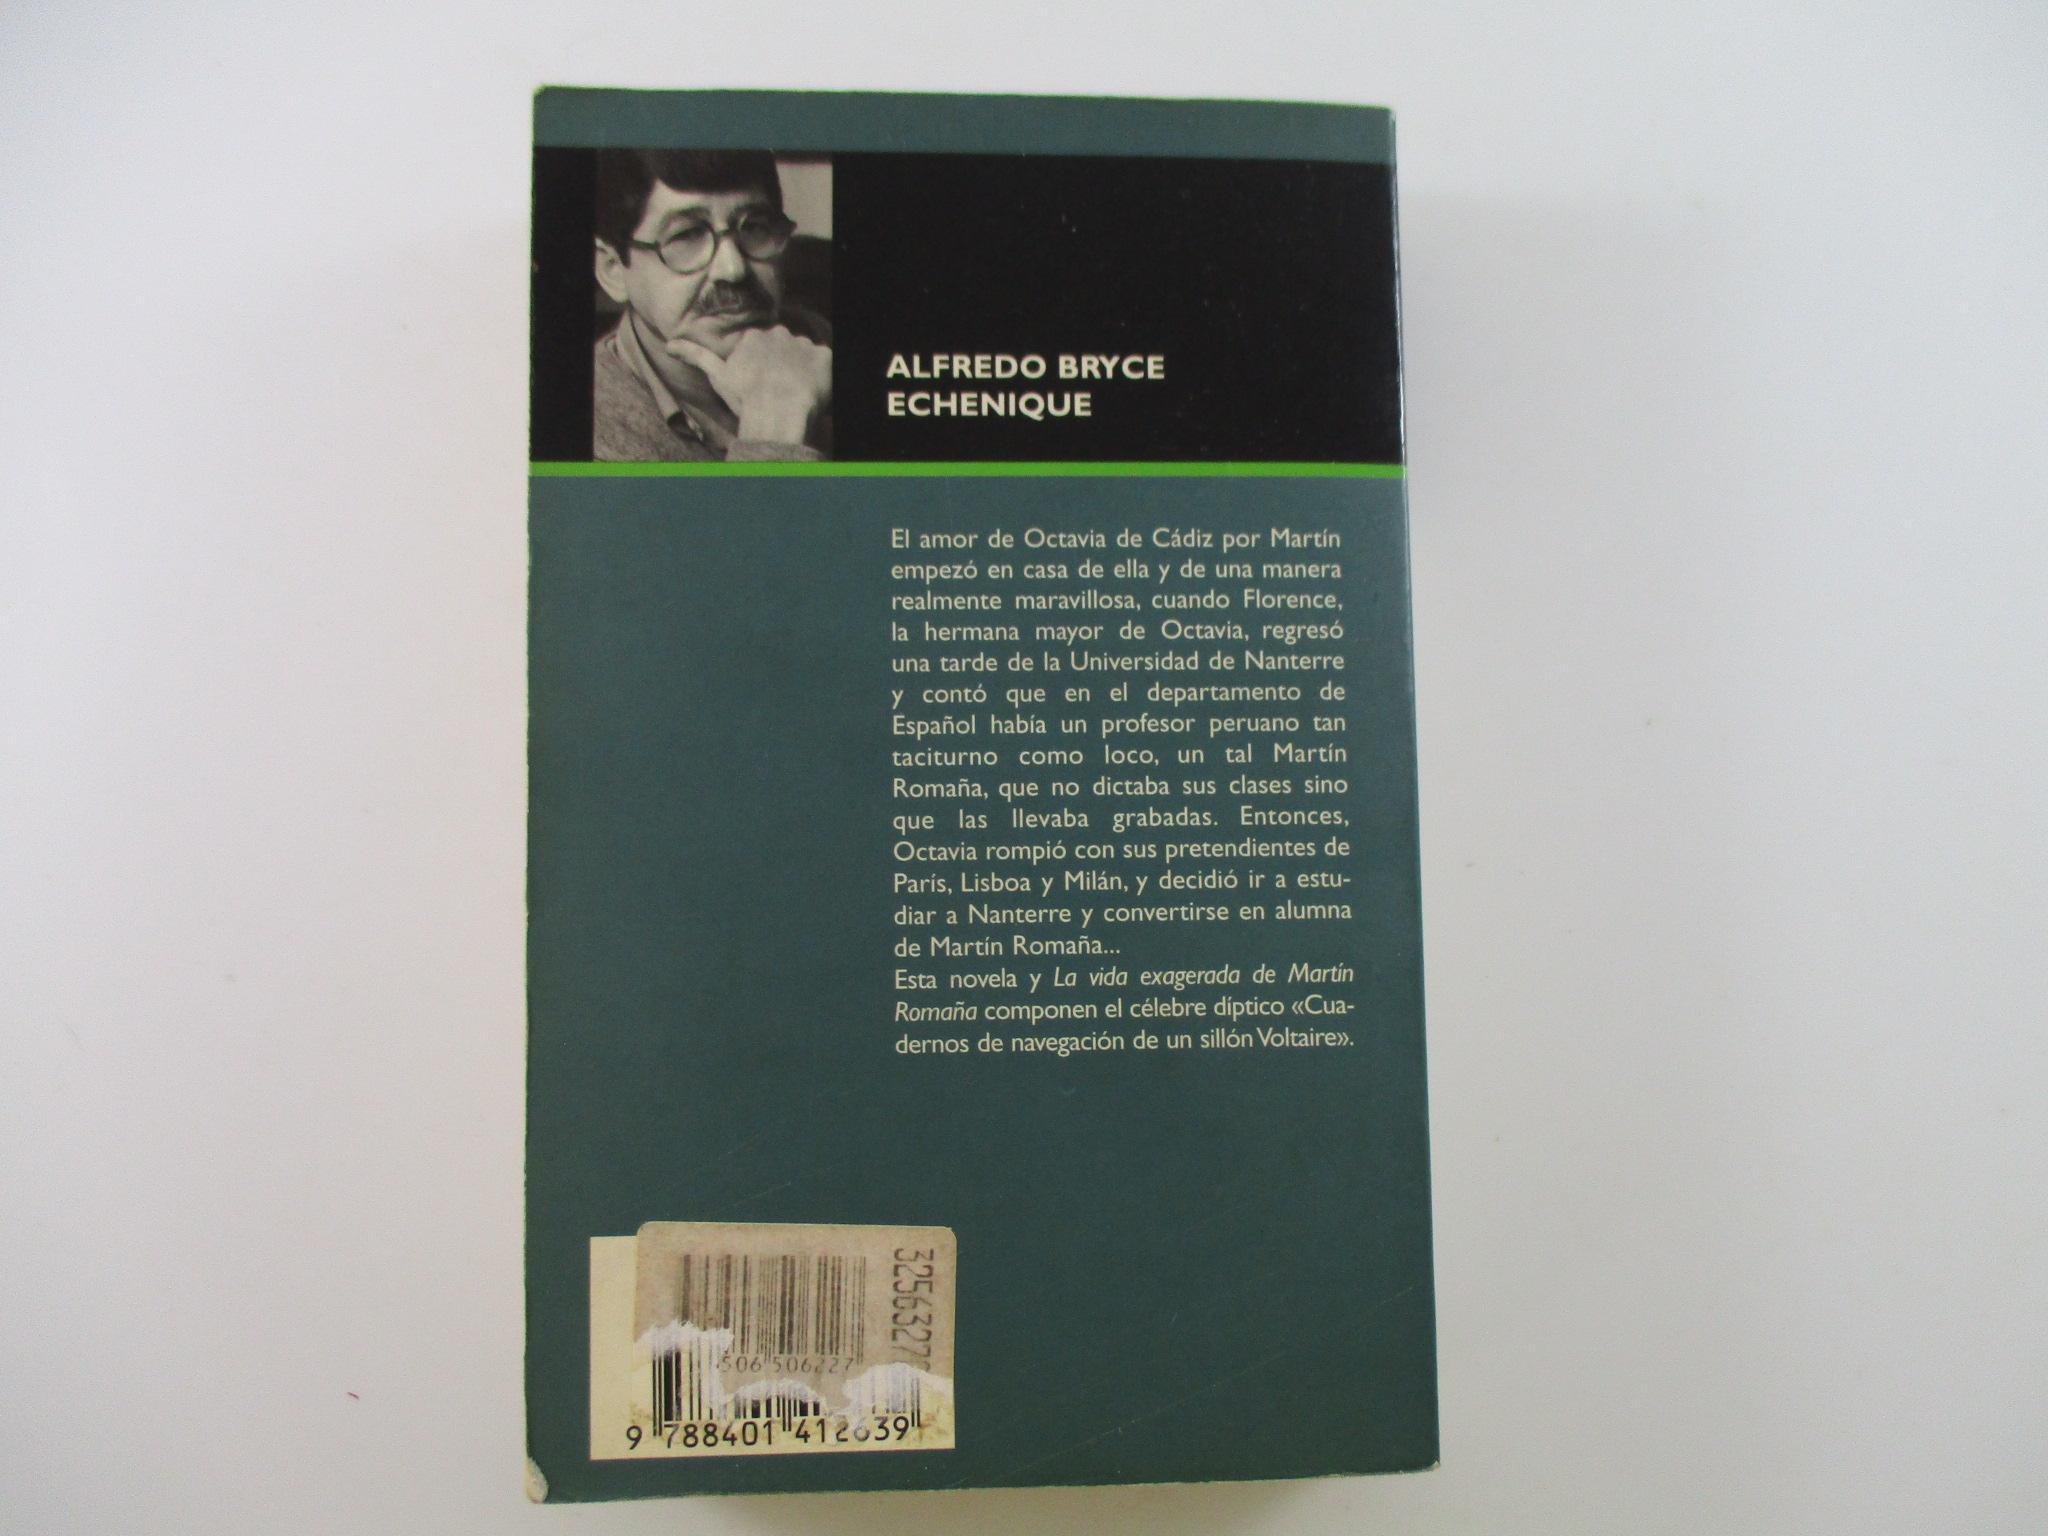 ALFREDO BRYCE
ECHENIQUE
El amor de Octavia de Cádiz por Martín
empezó en casa de ella y de una manera
realmente maravillosa, cuando Florence,
la hermana mayor de Octavia, regresó
una tarde de la Universidad de Nanterre
y contó que en el departamento de
Español había un profesor peruano tan
taciturno como loco, un tal Martín
Romaña, que no dictaba sus clases sino
que las llevaba grabadas. Entonces,
Octavia rompió con sus pretendientes de
París, Lisboa y Milán, y decidió ir a estu-
diar a Nanterre y convertirse en alumna
de Martín Romaña...
Esta novela y La vida exagerada de Martín
Romaña componen el célebre díptico «Cua-
dernos de navegación de un sillón Voltaire».
506 506227
9 788401 412639